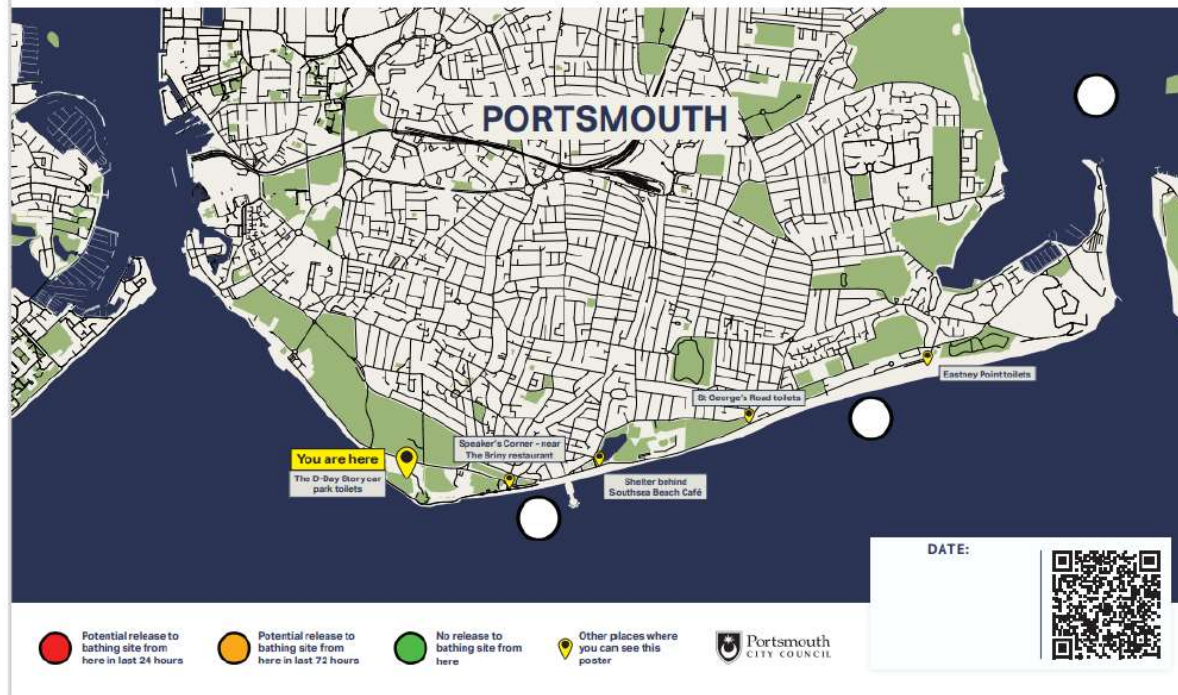 PORTSMOUTH
Eastney Point toilets
St George's Road toilets
Speaker's Corner - near
The Briny restaurant
You are here
The D-Day Story car
park toilets
Shelter behind
Southsea Beach Café
DATE:
Potential release to
bathing site from
here in last 24 hours
Potential release to
bathing site from
here in last 72 hours
No release to
bathing site from
here
Other places where
you can see this
poster
Portsmouth
CITY COUNCIL